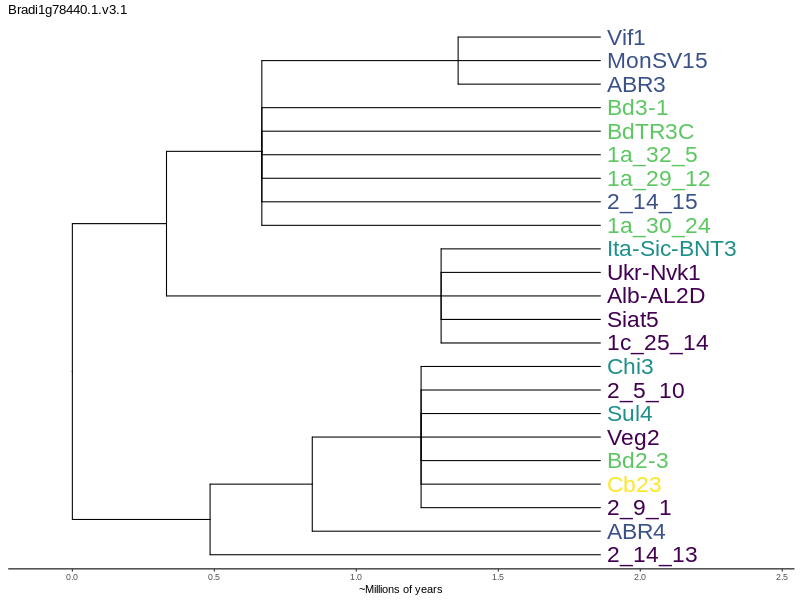 Bradi1g78440.1.v3.1
Vif1
MonSV15
ABR3
Bd3-1
BdTR3C
1a_32_5
1a_29_12
2_14_15
1a_30_24
Ita-Sic-BNT3
Ukr-Nvk1
Alb-AL2D
Siat5
1c_25_14
Chi3
2_5_10
Sul4
Veg2
Bd2-3
Cb23
2_9_1
ABR4
2_14_13
0.0 0.5 1.0 1.5 2.0 2.5
~Millions of years